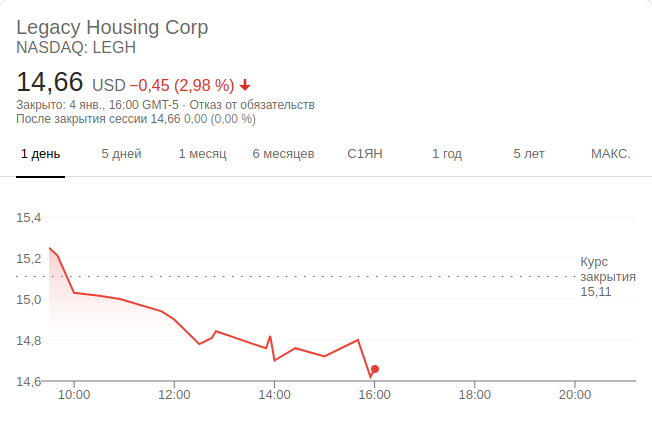 Legacy Housing Corp
NASDAQ: LEGH
14,66 USD −0,45 (2,98 %)
Закрыто: 4 янв., 16:00 GMT-5 · Отказ от обязательств
После закрытия сессии 14,66 0,00 (0,00 %)
1 день 5 дней 1 месяц 6 месяцев С1ЯН 1 год 5 лет МАКС.
15,4
15,2
Курс
закрытия
15,11
15,0
14,8
14,6
10:00 12:00 14:00 16:00 18:00 20:00